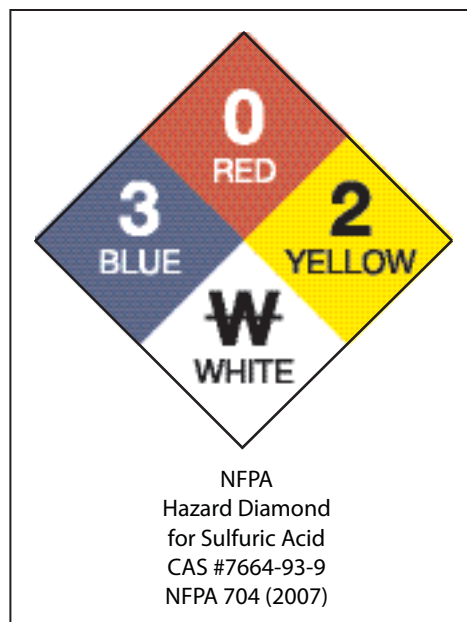 0
RED
3
BLUE
2
YELLOW
W
WHITE
NFPA
Hazard Diamond
for Sulfuric Acid
CAS #7664-93-9
NFPA 704 (2007)